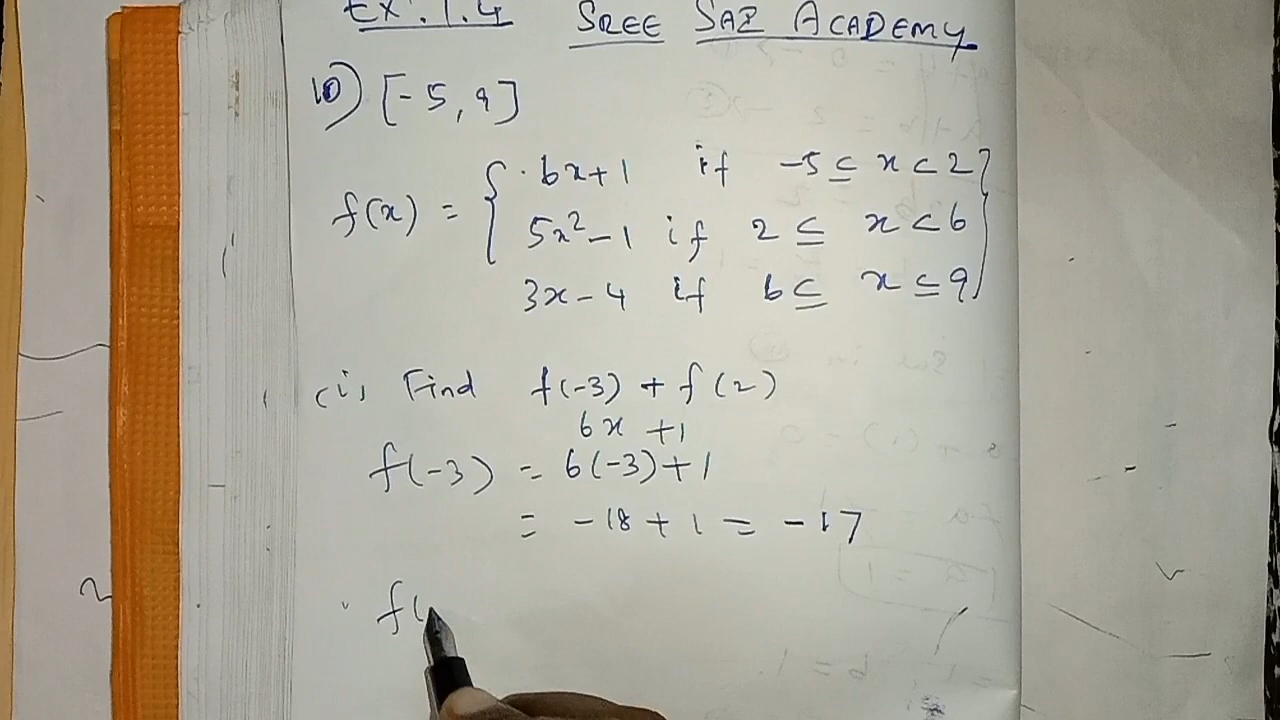 Ex. 1.4 SREE SAI ACADEMY
10) [-5, 9]
f(x) = { 6x+1 if -5 ≤ x < 2
5x²-1 if 2 ≤ x < 6
3x-4 if 6 ≤ x ≤ 9 }
(i) Find f(-3) + f(2)
6x +1
f(-3) = 6(-3)+1
= -18 + 1 = -17
f(